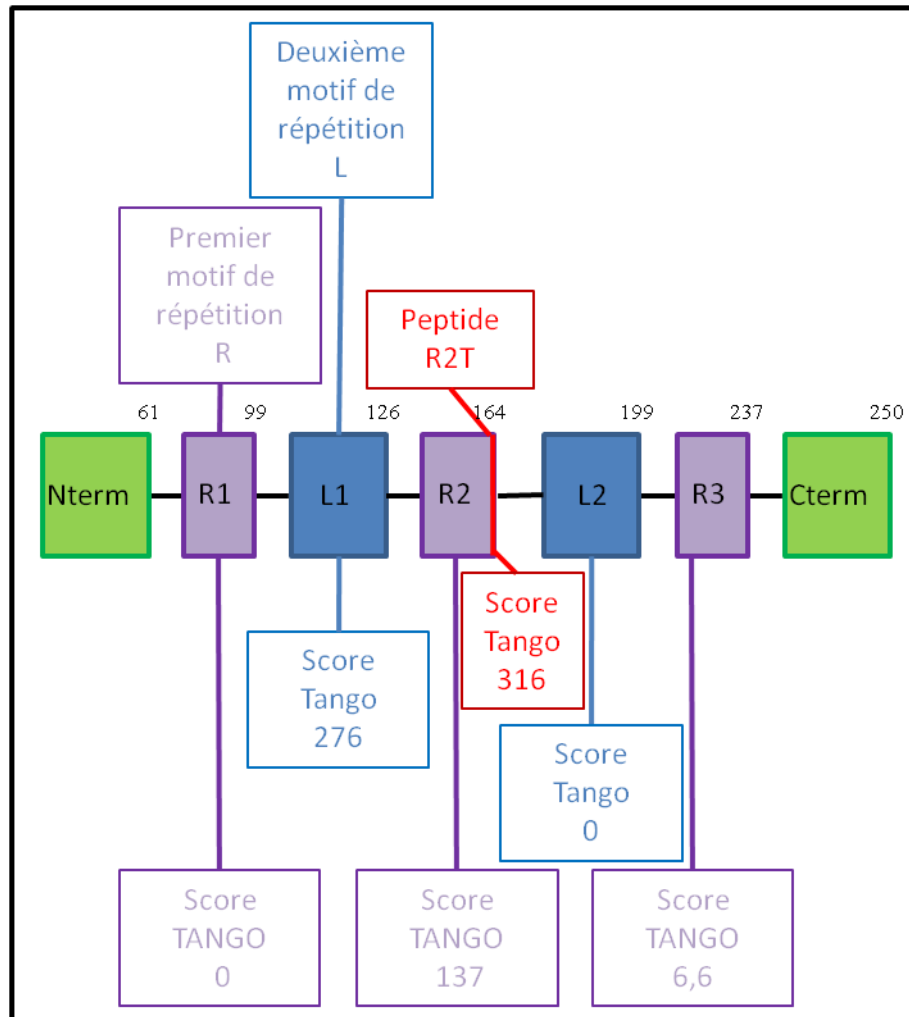 Deuxième
motif de
répétition
L
Premier
motif de
répétition
R
Peptide
R2T
61
99
126
164
199
237
250
Nterm
R1
L1
R2
L2
R3
Cterm
Score
Tango
316
Score
Tango
276
Score
Tango
0
Score
TANGO
0
Score
TANGO
137
Score
TANGO
6,6